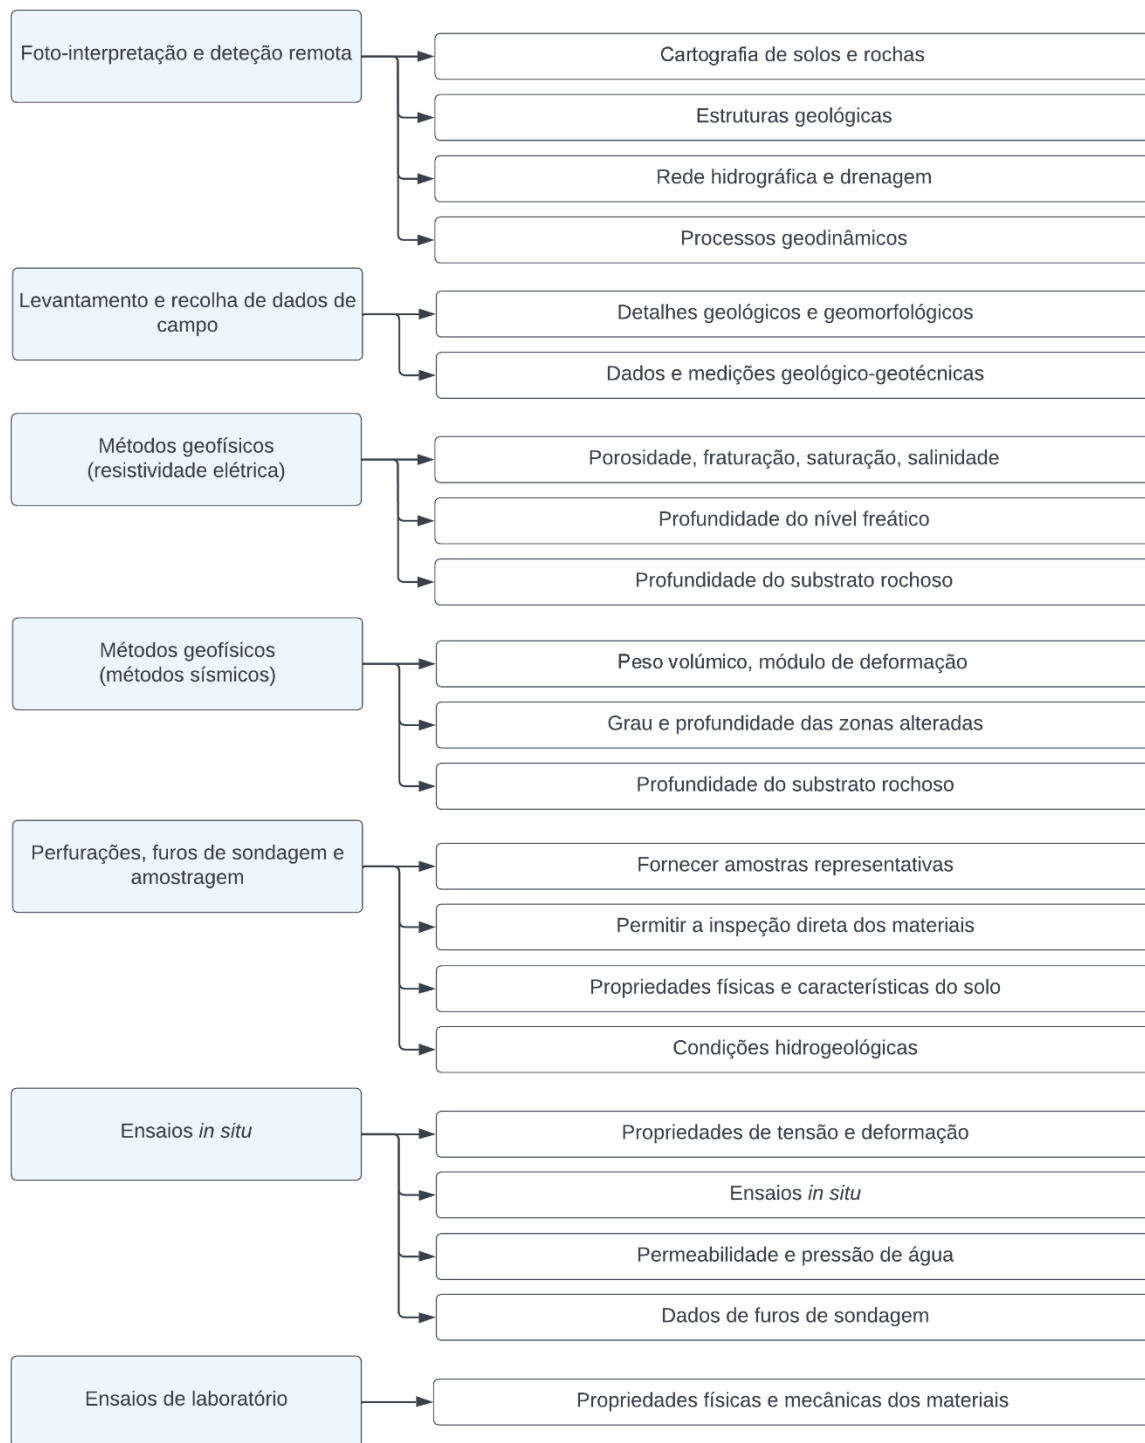 Foto-interpretação e deteção remota
Cartografia de solos e rochas
Estruturas geológicas
Rede hidrográfica e drenagem
Processos geodinâmicos
Levantamento e recolha de dados de
campo
Detalhes geológicos e geomorfológicos
Dados e medições geológico-geotécnicas
Métodos geofísicos
(resistividade elétrica)
Porosidade, fraturação, saturação, salinidade
Profundidade do nível freático
Profundidade do substrato rochoso
Métodos geofísicos
(métodos sísmicos)
Peso volúmico, módulo de deformação
Grau e profundidade das zonas alteradas
Profundidade do substrato rochoso
Perfurações, furos de sondagem e
amostragem
Fornecer amostras representativas
Permitir a inspeção direta dos materiais
Propriedades físicas e características do solo
Condições hidrogeológicas
Ensaios in situ
Propriedades de tensão e deformação
Ensaios in situ
Permeabilidade e pressão de água
Dados de furos de sondagem
Ensaios de laboratório
Propriedades físicas e mecânicas dos materiais